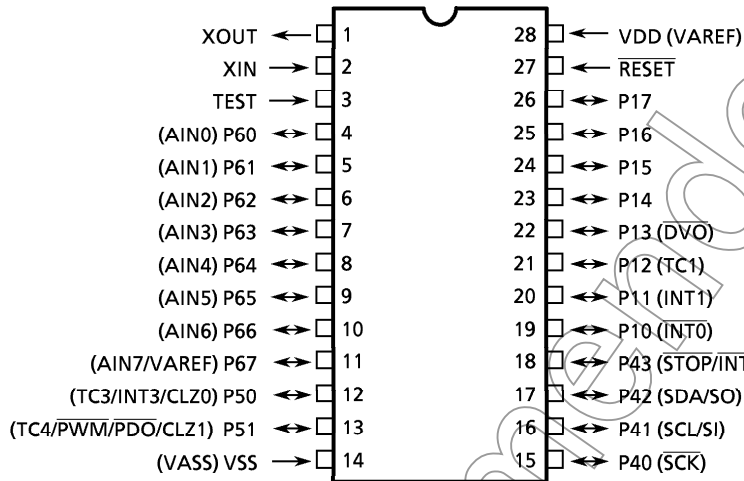 XOUT 1 28 VDD (VAREF)
XIN 2 27 RESET
TEST 3 26 P17
(AIN0) P60 4 25 P16
(AIN1) P61 5 24 P15
(AIN2) P62 6 23 P14
(AIN3) P63 7 22 P13 (DVO)
(AIN4) P64 8 21 P12 (TC1)
(AIN5) P65 9 20 P11 (INT1)
(AIN6) P66 10 19 P10 (INT0)
(AIN7/VAREF) P67 11 18 P43 (STOP/INT
(TC3/INT3/CLZ0) P50 12 17 P42 (SDA/SO)
(TC4/PWM/PDO/CLZ1) P51 13 16 P41 (SCL/SI)
(VASS) VSS 14 15 P40 (SCK)